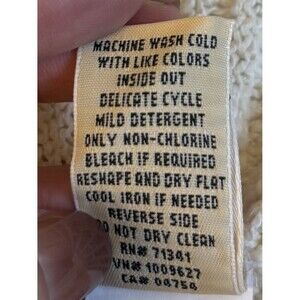 MACHINE WASH COLD
WITH LIKE COLORS
INSIDE OUT
DELICATE CYCLE
MILD DETERGENT
ONLY NON-CHLORINE
BLEACH IF REQUIRED
RESHAPE AND DRY FLAT
COOL IRON IF NEEDED
REVERSE SIDE
DO NOT DRY CLEAN
RN# 71341
VN# 1009627
CA# 04754